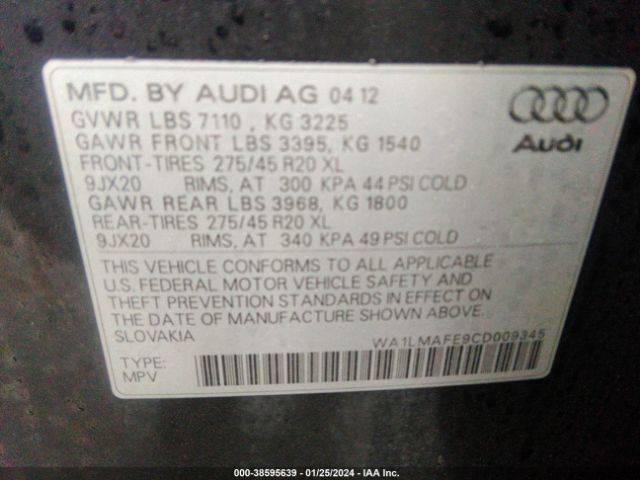 MFD. BY AUDI AG 04 12
GVWR LBS 7110 , KG 3225
GAWR FRONT LBS 3395, KG 1540
FRONT-TIRES 275/45 R20 XL
9JX20 RIMS, AT 300 KPA 44 PSI COLD
GAWR REAR LBS 3968, KG 1800
REAR-TIRES 275/45 R20 XL
9JX20 RIMS, AT 340 KPA 49 PSI COLD
Audi
THIS VEHICLE CONFORMS TO ALL APPLICABLE
U.S. FEDERAL MOTOR VEHICLE SAFETY AND
THEFT PREVENTION STANDARDS IN EFFECT ON
THE DATE OF MANUFACTURE SHOWN ABOVE.
SLOVAKIA
WA1LMAFE9CD009345
TYPE:
MPV
000-38595639 - 01/25/2024 - IAA Inc.